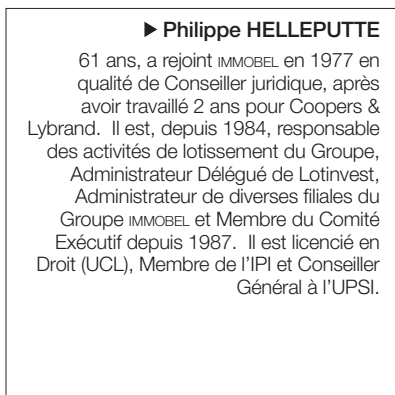 ▶ Philippe HELLEPUTTE
61 ans, a rejoint IMMOBEL en 1977 en
qualité de Conseiller juridique, après
avoir travaillé 2 ans pour Coopers &
Lybrand. Il est, depuis 1984, responsable
des activités de lotissement du Groupe,
Administrateur Délégué de Lotinvest,
Administrateur de diverses filiales du
Groupe IMMOBEL et Membre du Comité
Exécutif depuis 1987. Il est licencié en
Droit (UCL), Membre de l’IPI et Conseiller
Général à l’UPSI.